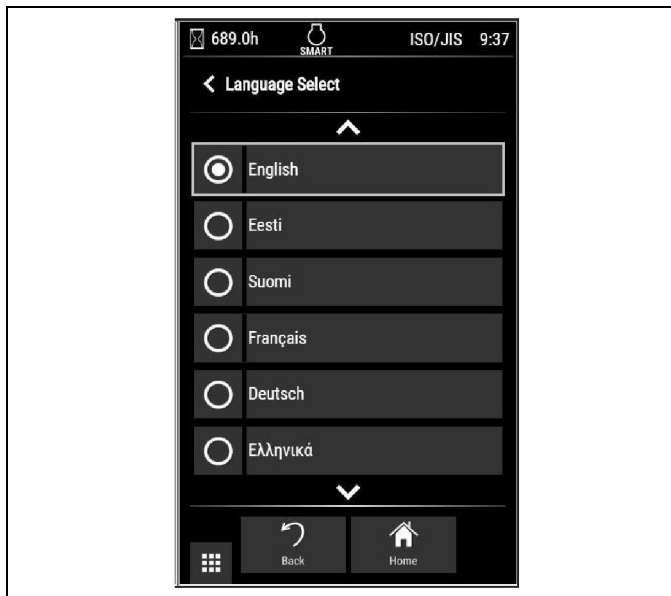 689.0h SMART ISO/JIS 9:37
Language Select
English
Eesti
Suomi
Français
Deutsch
Ελληνικά
Back Home